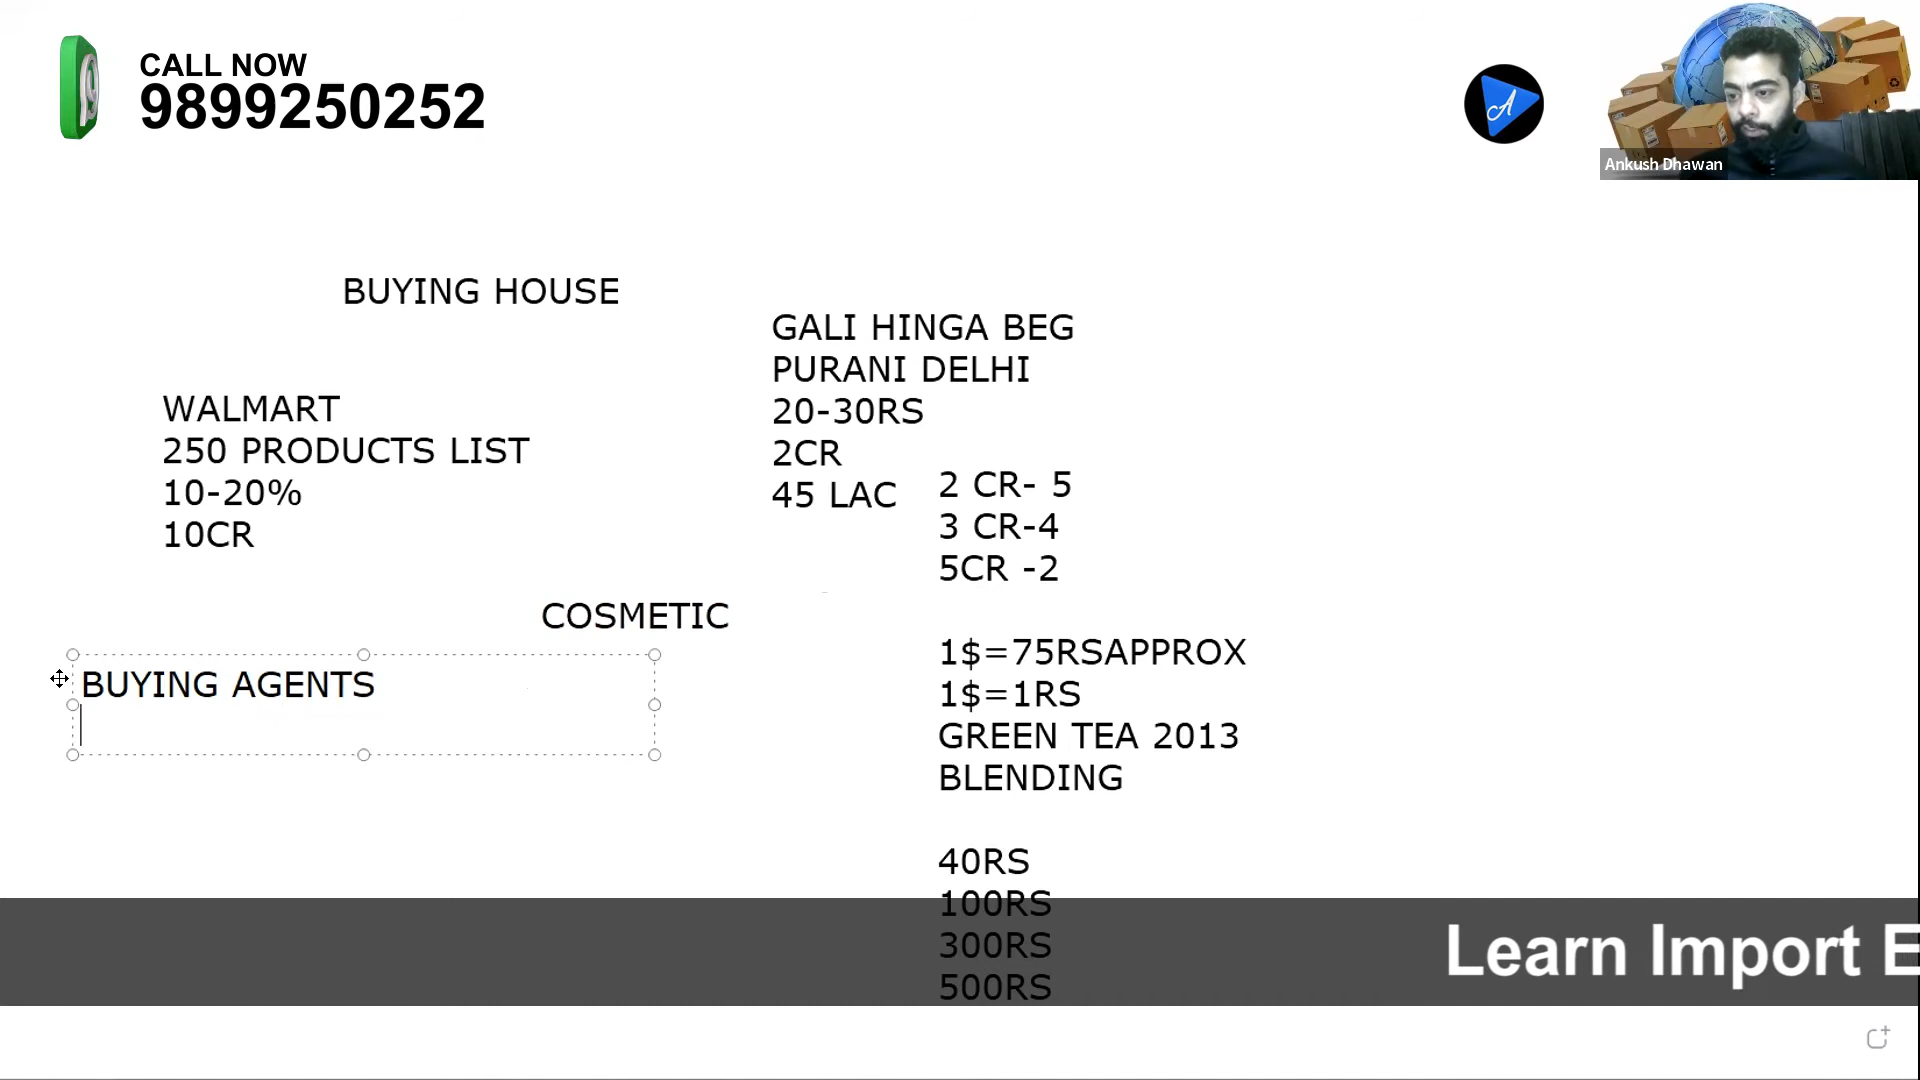 CALL NOW
9899250252
A
Ankush Dhawan
BUYING HOUSE
GALI HINGA BEG
PURANI DELHI
20-30RS
2CR
45 LAC
WALMART
250 PRODUCTS LIST
10-20%
10CR
2 CR- 5
3 CR-4
5CR -2
COSMETIC
BUYING AGENTS
1$=75RSAPPROX
1$=1RS
GREEN TEA 2013
BLENDING
40RS
100RS
300RS
500RS
Learn Import E